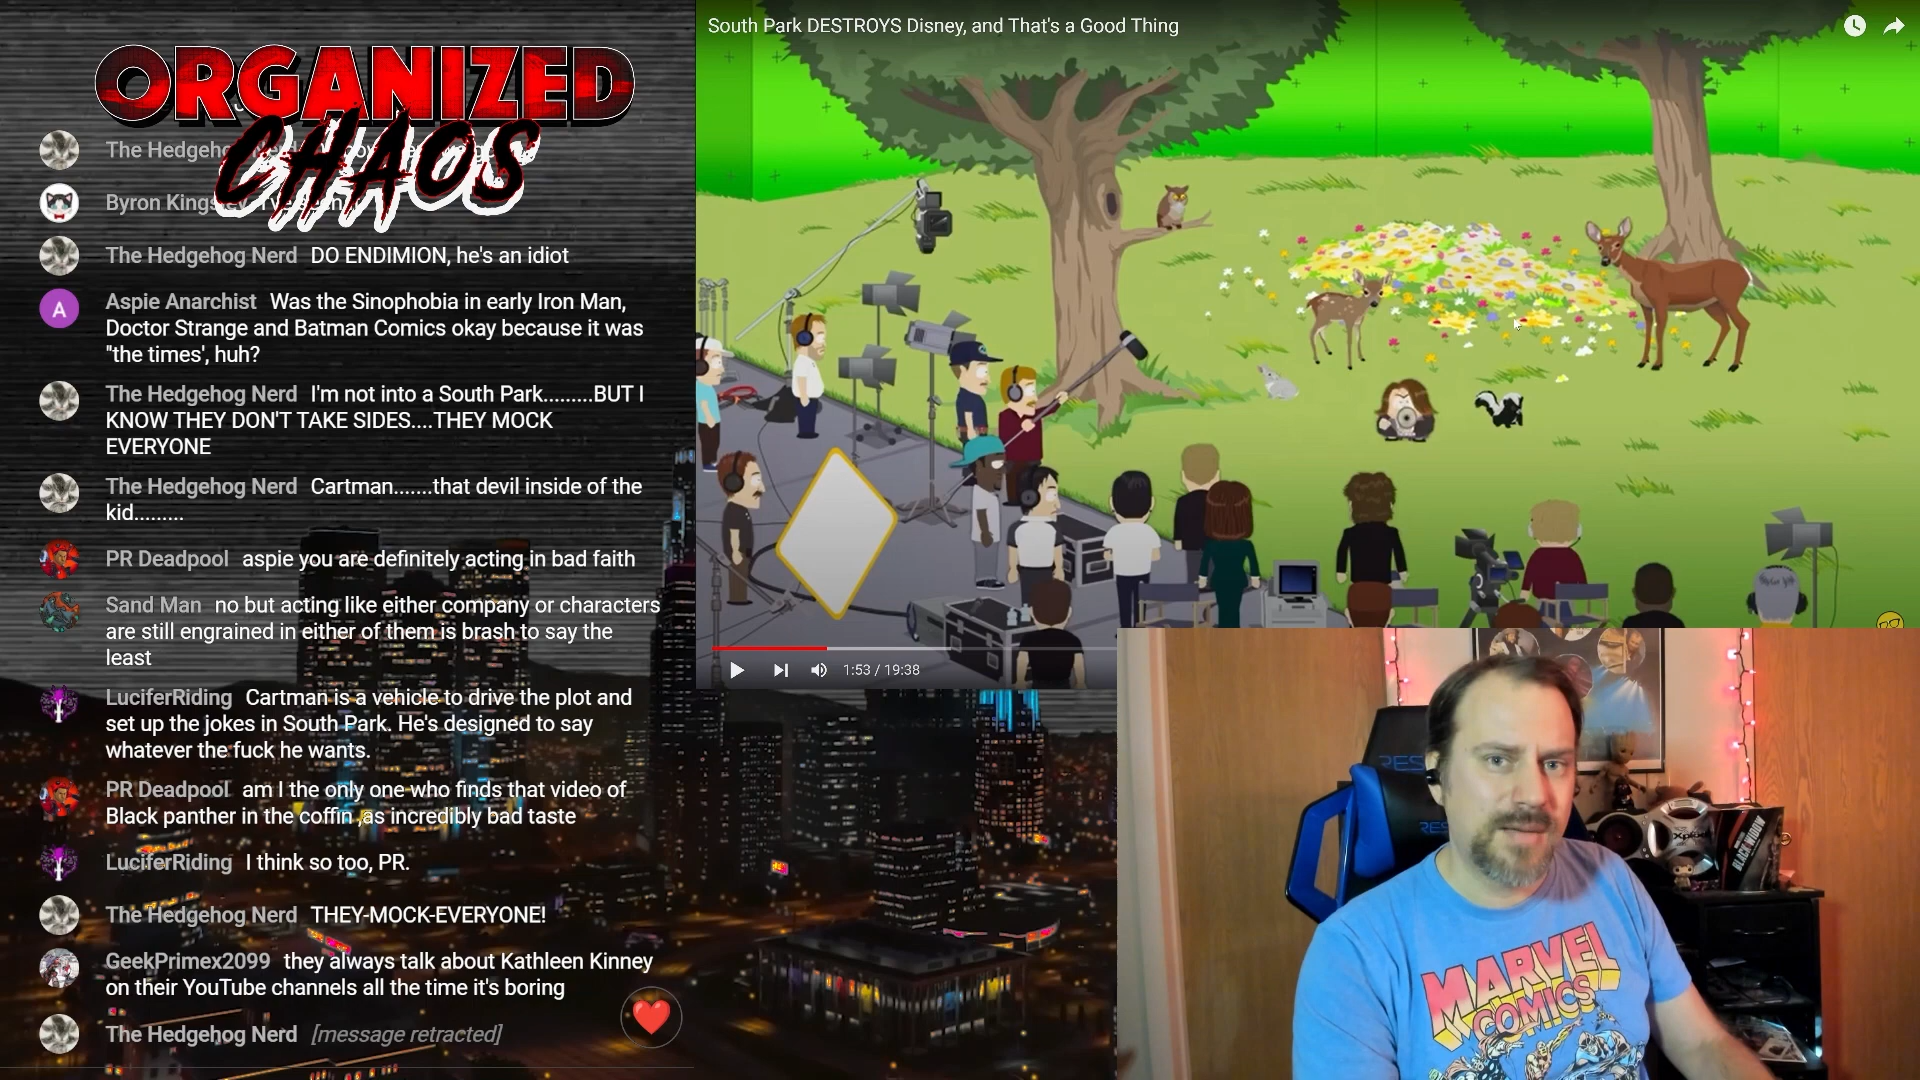 ORGANIZED
CHAOS
The Hedgeho
Byron Kingsley
The Hedgehog Nerd DO ENDIMION, he's an idiot
Aspie Anarchist Was the Sinophobia in early Iron Man,
Doctor Strange and Batman Comics okay because it was
"the times', huh?
The Hedgehog Nerd I'm not into a South Park.........BUT I
KNOW THEY DON'T TAKE SIDES....THEY MOCK
EVERYONE
The Hedgehog Nerd Cartman.......that devil inside of the
kid.........
PR Deadpool aspie you are definitely acting in bad faith
Sand Man no but acting like either company or characters
are still engrained in either of them is brash to say the
least
LuciferRiding Cartman is a vehicle to drive the plot and
set up the jokes in South Park. He's designed to say
whatever the fuck he wants.
PR Deadpool am I the only one who finds that video of
Black panther in the coffin ,as incredibly bad taste
LuciferRiding I think so too, PR.
The Hedgehog Nerd THEY-MOCK-EVERYONE!
GeekPrimex2099 they always talk about Kathleen Kinney
on their YouTube channels all the time it's boring
The Hedgehog Nerd [message retracted]
A
South Park DESTROYS Disney, and That's a Good Thing
1:53 / 19:38
RES
RES
Xplod
BLACK WIDOW
MARVEL
COMICS